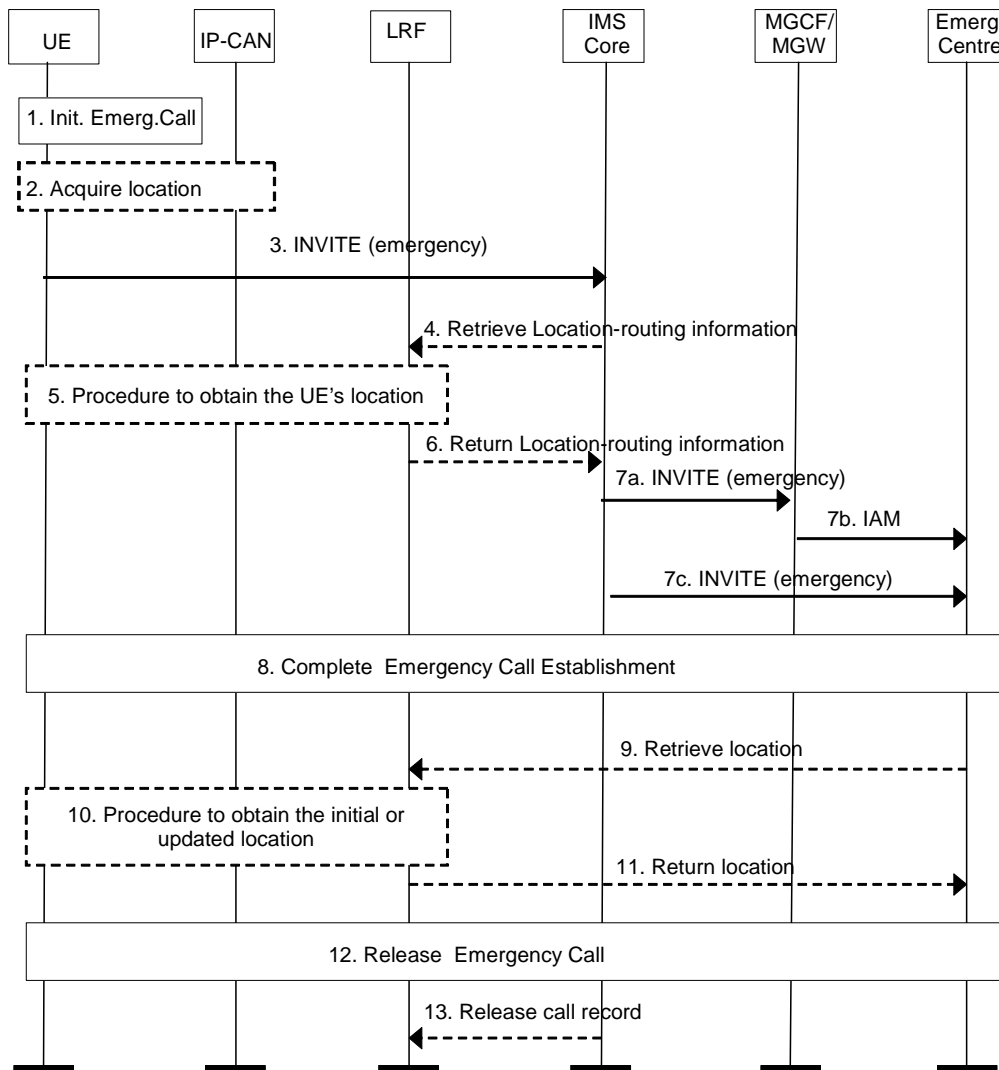 UE
IP-CAN
LRF
IMS
Core
MGCF/
MGW
Emerg
Centre
1. Init. Emerg.Call
2. Acquire location
3. INVITE (emergency)
4. Retrieve Location-routing information
5. Procedure to obtain the UE's location
6. Return Location-routing information
7a. INVITE (emergency)
7b. IAM
7c. INVITE (emergency)
8. Complete Emergency Call Establishment
9. Retrieve location
10. Procedure to obtain the initial or
updated location
11. Return location
12. Release Emergency Call
13. Release call record